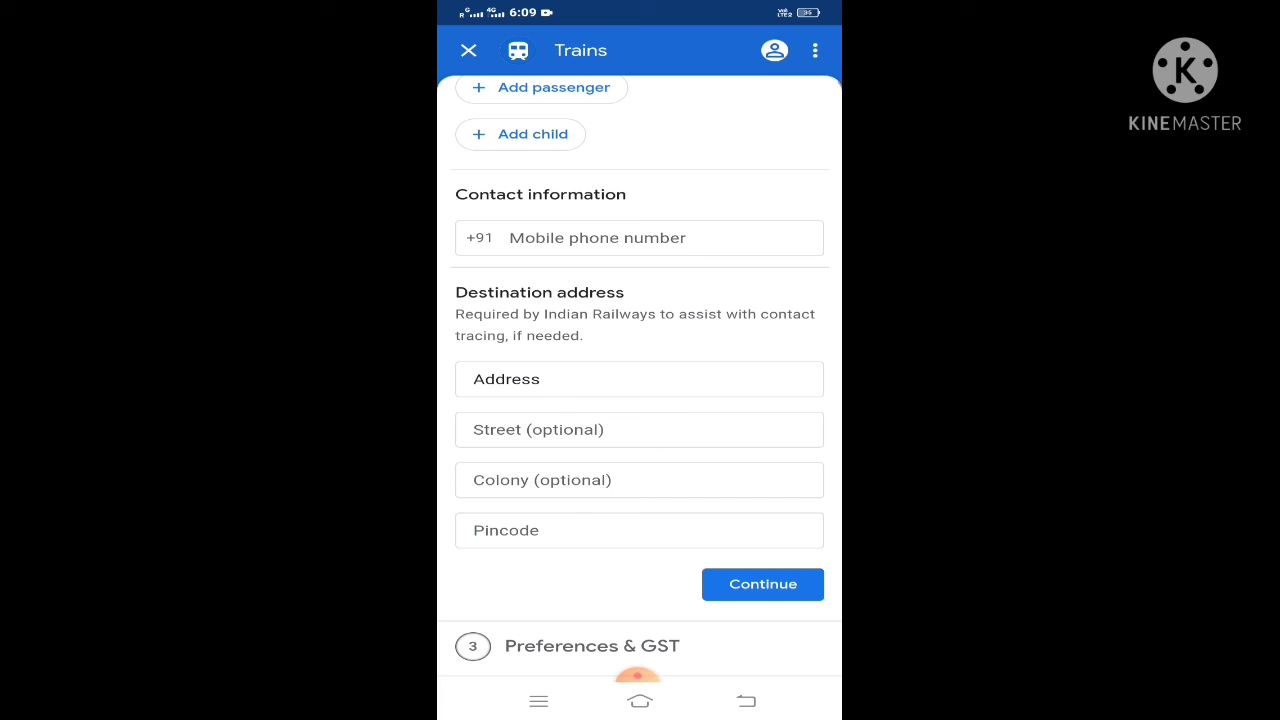 6:09
Trains
+ Add passenger
+ Add child
Contact information
+91 Mobile phone number
Destination address
Required by Indian Railways to assist with contact
tracing, if needed.
Address
Street (optional)
Colony (optional)
Pincode
Continue
3 Preferences & GST
K
KINEMASTER